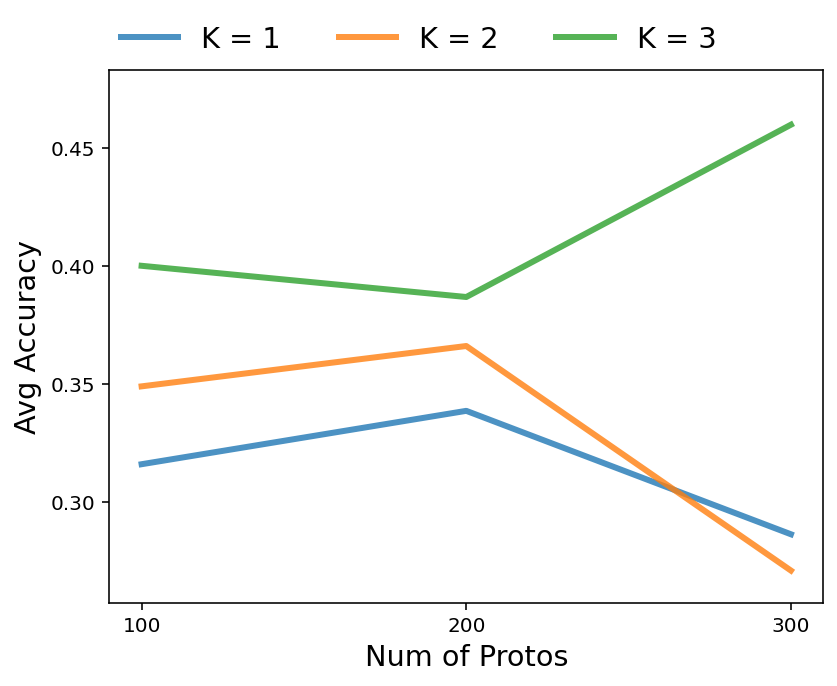 K = 1 K = 2 K = 3
0.45
0.40
0.35
0.30
Avg Accuracy
100 200 300
Num of Protos